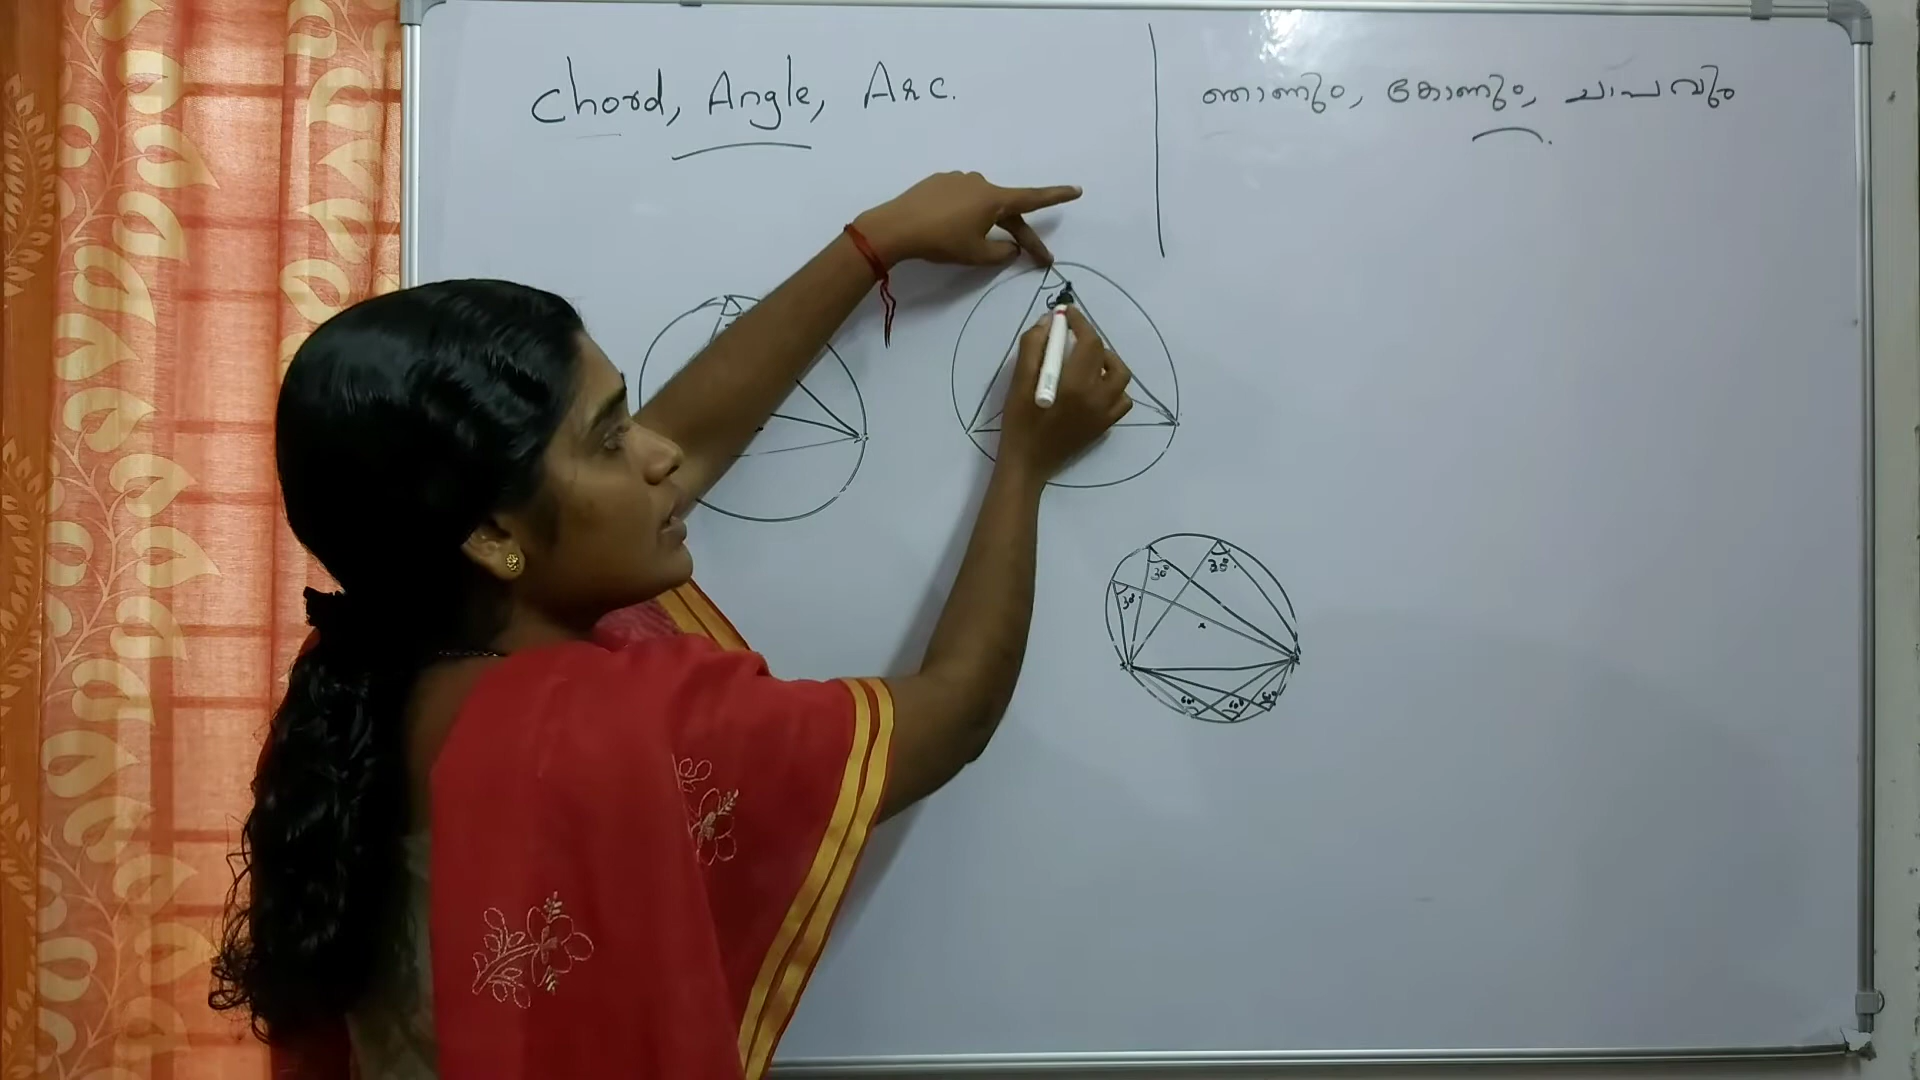 Chord, Angle, Arc.
ഞാണും, കോണും, ചാപവും
30° 30°
30°
60° 60° 60°